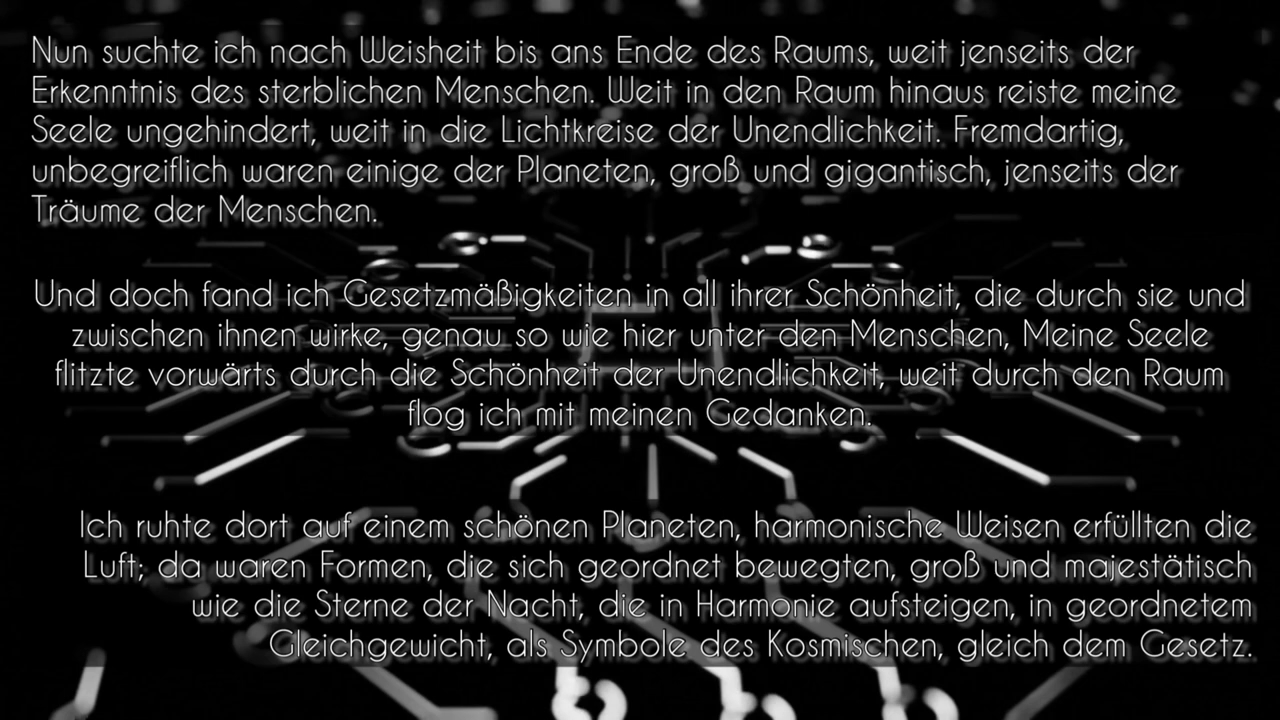 Nun suchte ich nach Weisheit bis ans Ende des Raums, weit jenseits der
Erkenntnis des sterblichen Menschen. Weit in den Raum hinaus reiste meine
Seele ungehindert, weit in die Lichtkreise der Unendlichkeit. Fremdartig,
unbegreiflich waren einige der Planeten, groß und gigantisch, jenseits der
Träume der Menschen.
Und doch fand ich Gesetzmäßigkeiten in all ihrer Schönheit, die durch sie und
zwischen ihnen wirke, genau so wie hier unter den Menschen, Meine Seele
flitzte vorwärts durch die Schönheit der Unendlichkeit, weit durch den Raum
flog ich mit meinen Gedanken.
Ich ruhte dort auf einem schönen Planeten, harmonische Weisen erfüllten die
Luft; da waren Formen, die sich geordnet bewegten, groß und majestätisch
wie die Sterne der Nacht, die in Harmonie aufsteigen, in geordnetem
Gleichgewicht, als Symbole des Kosmischen, gleich dem Gesetz.